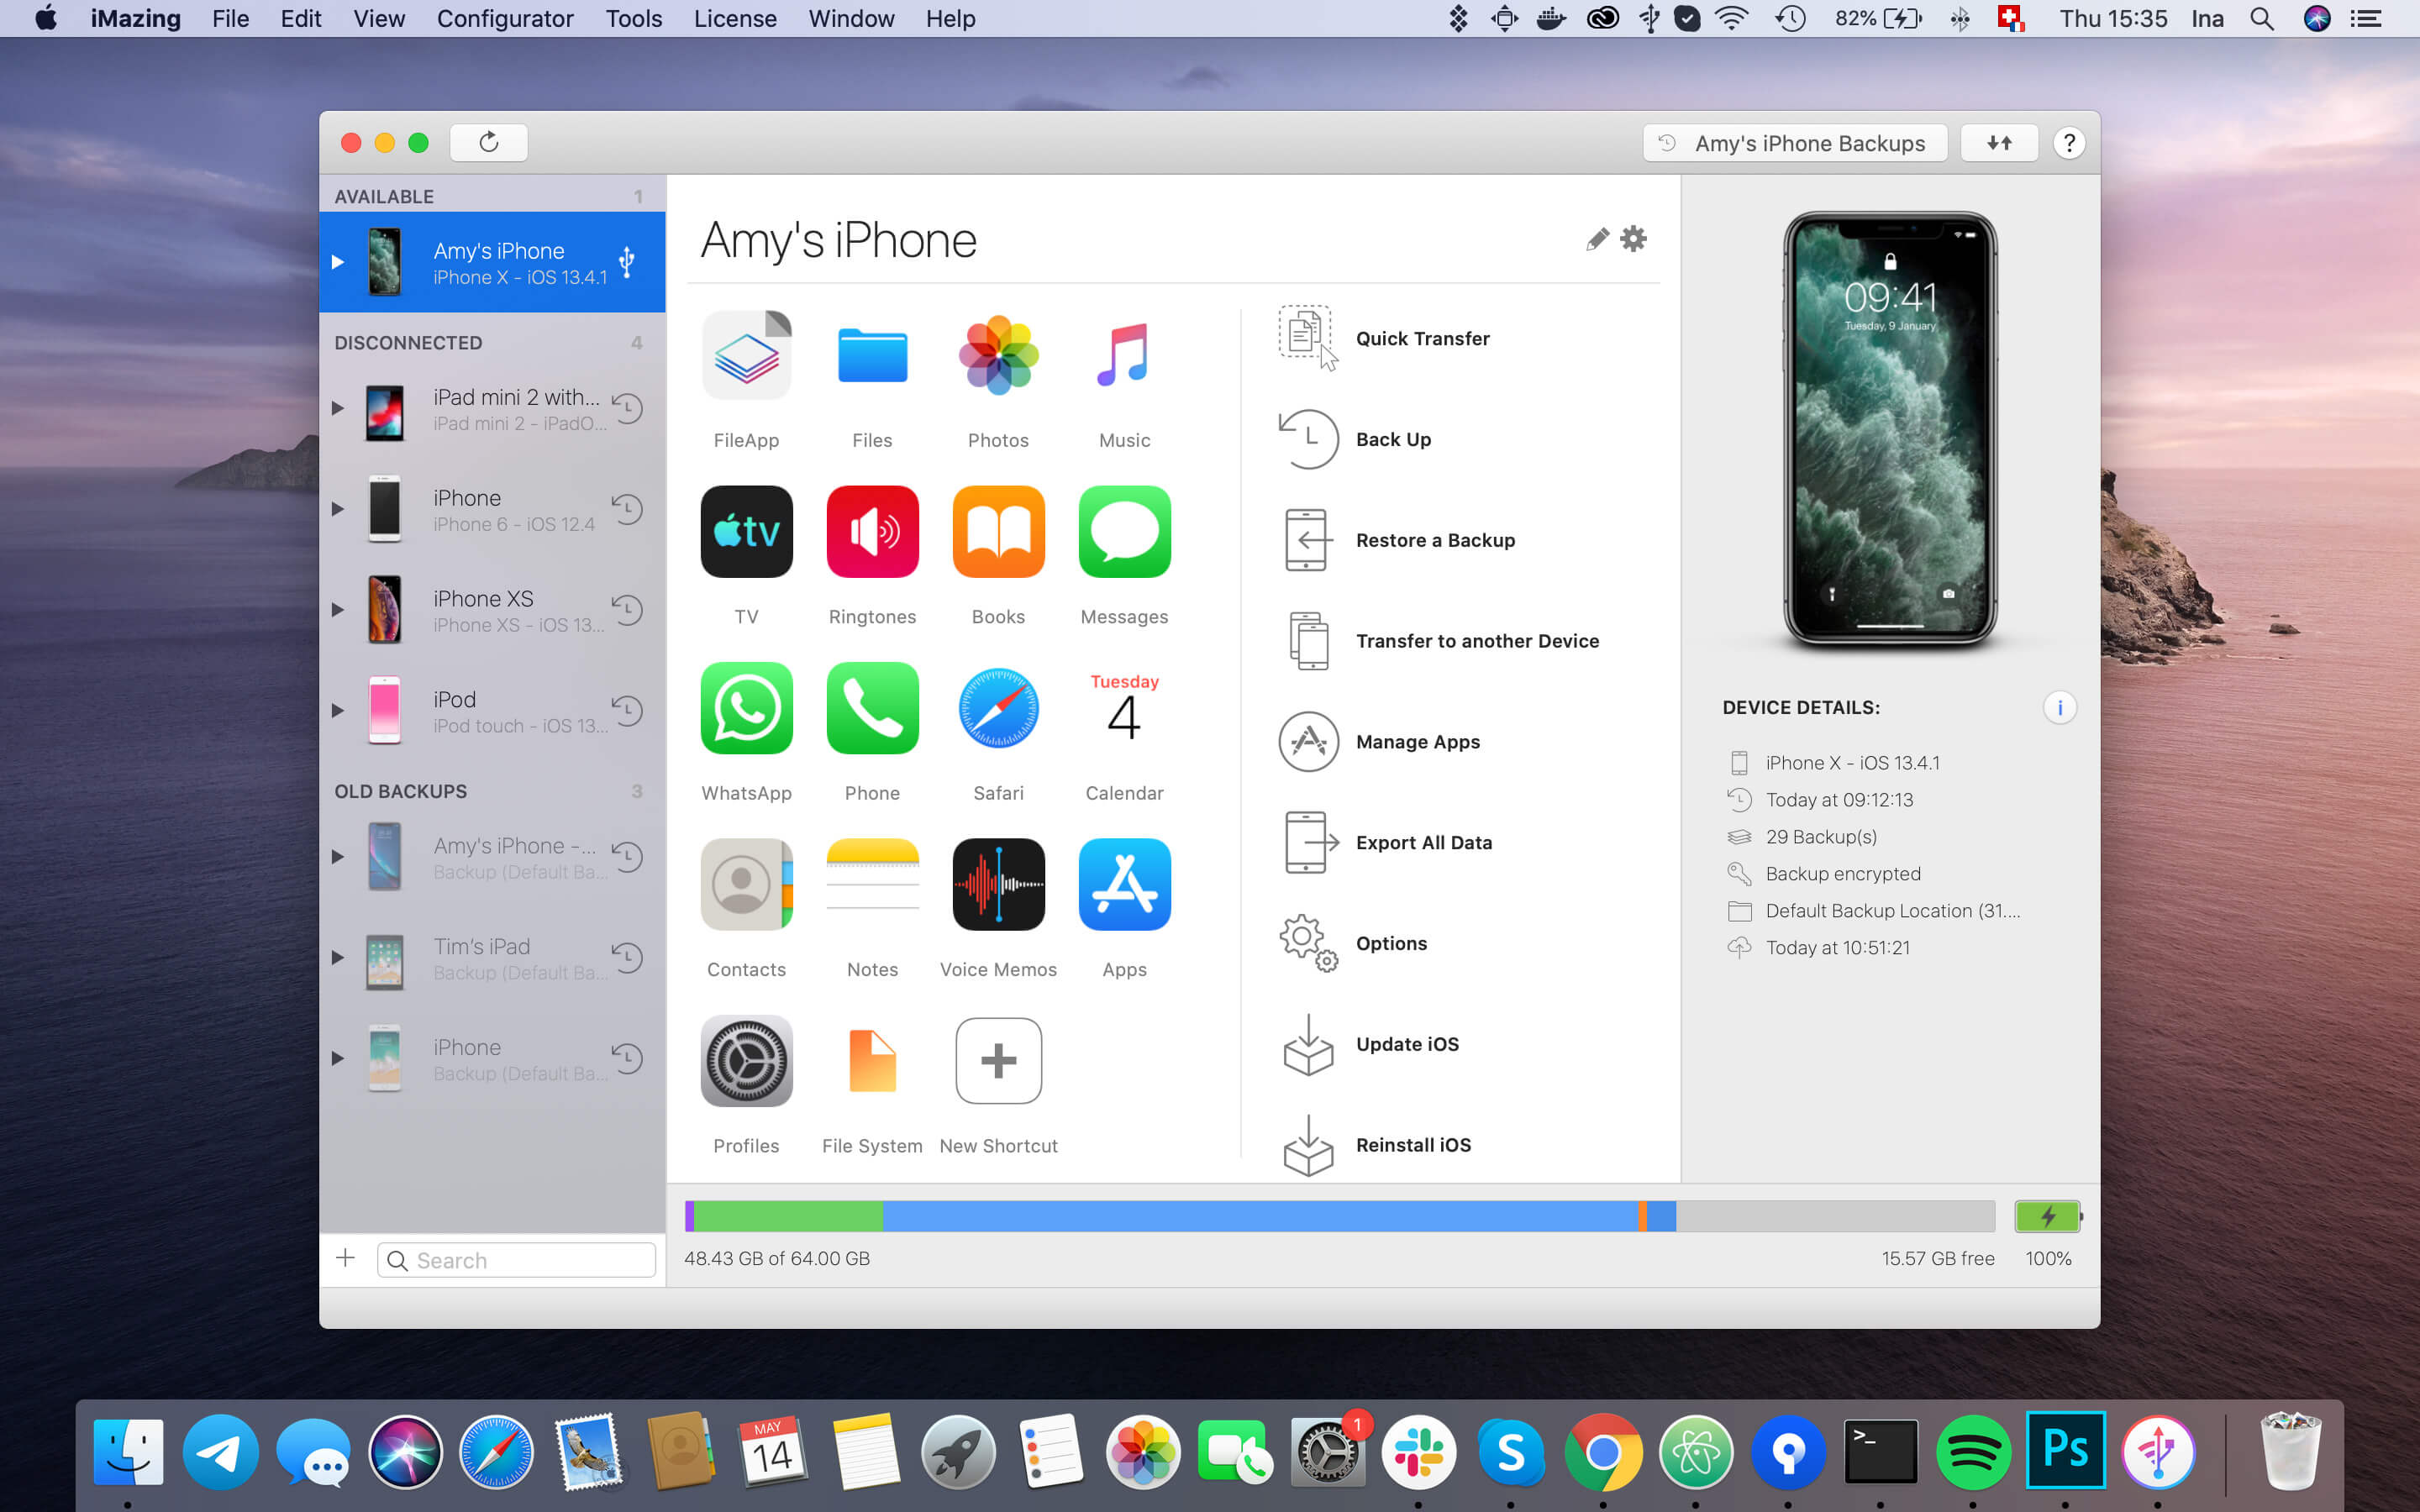 iMazing File Edit View Configurator Tools License Window Help 82% Thu 15:35 Ina
Amy's iPhone Backups ?
AVAILABLE 1
Amy's iPhone
iPhone X - iOS 13.4.1
DISCONNECTED 4
iPad mini 2 with...
iPad mini 2 - iPadO...
iPhone
iPhone 6 - iOS 12.4
iPhone XS
iPhone XS - iOS 13...
iPod
iPod touch - iOS 13...
OLD BACKUPS 3
Amy's iPhone -...
Backup (Default Ba...
Tim's iPad
Backup (Default Ba...
iPhone
Backup (Default Ba...
Search
Amy's iPhone
FileApp Files Photos Music
tv
TV Ringtones Books Messages
Tuesday
4
WhatsApp Phone Safari Calendar
Contacts Notes Voice Memos Apps
Profiles File System New Shortcut
Quick Transfer
Back Up
Restore a Backup
Transfer to another Device
Manage Apps
Export All Data
Options
Update iOS
Reinstall iOS
09:41
Tuesday, 9 January
DEVICE DETAILS: i
iPhone X - iOS 13.4.1
Today at 09:12:13
29 Backup(s)
Backup encrypted
Default Backup Location (31....
Today at 10:51:21
48.43 GB of 64.00 GB 15.57 GB free 100%
MAY
14
1
S
>_
Ps